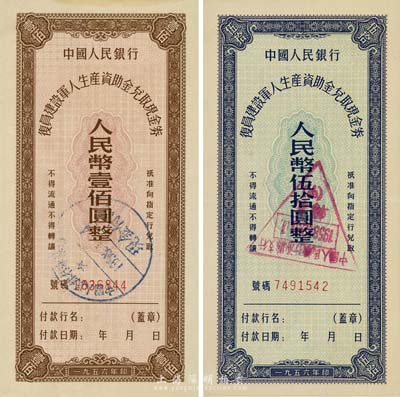 中國人民銀行
復員建設軍人生産資助金兌取現金券
人民幣壹佰圓整
祇准向指定行兌取
不得流通不得轉讓
號碼
付款行名：（蓋章）
付款日期：年月日
一九五六年印
中國人民銀行
復員建設軍人生産資助金兌取現金券
人民幣伍拾圓整
祇准向指定行兌取
不得流通不得轉讓
號碼 7491542
付款行名：（蓋章）
付款日期：年月日
一九五六年印